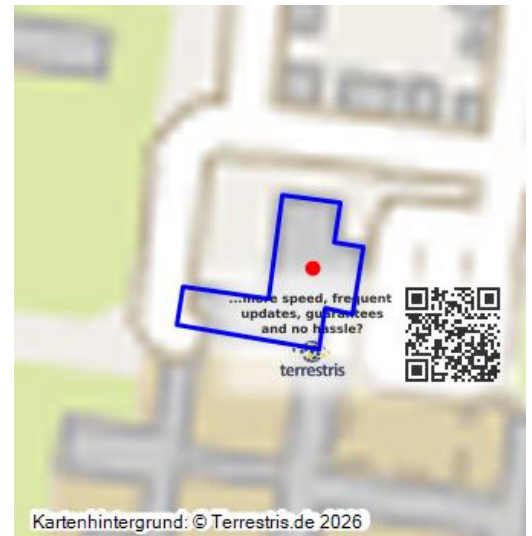 ...more speed, frequent
updates, guarantees
and no hassle?
terrestris
Kartenhintergrund: © Terrestris.de 2026